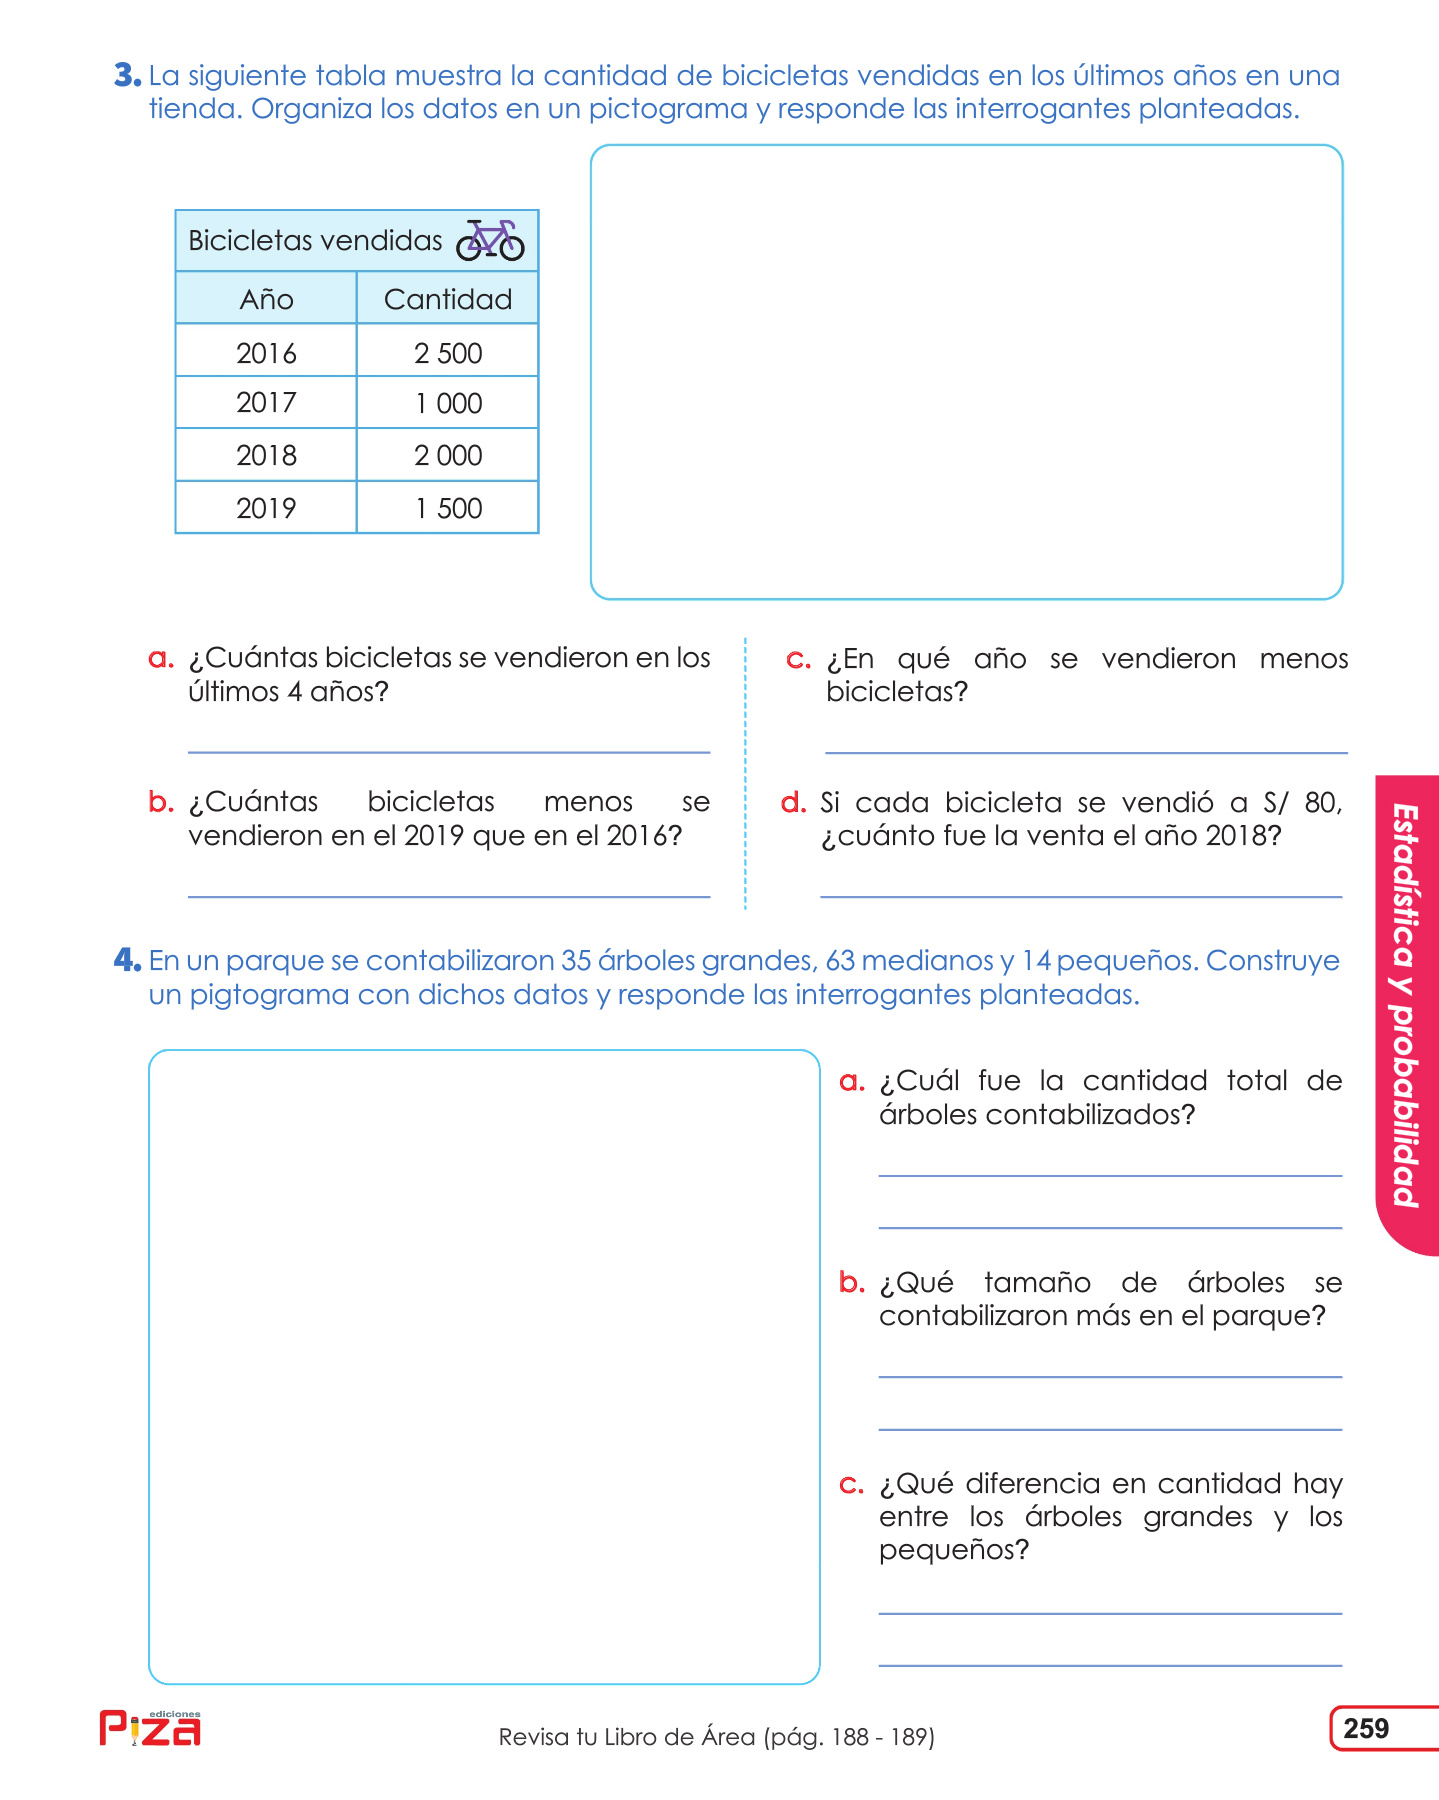 3. La siguiente tabla muestra la cantidad de bicicletas vendidas en los últimos años en una
tienda. Organiza los datos en un pictograma y responde las interrogantes planteadas.
Bicicletas vendidas
Año Cantidad
2016 2 500
2017 1 000
2018 2 000
2019 1 500
a. ¿Cuántas bicicletas se vendieron en los
últimos 4 años?
b. ¿Cuántas bicicletas menos se
vendieron en el 2019 que en el 2016?
c. ¿En qué año se vendieron menos
bicicletas?
d. Si cada bicicleta se vendió a S/ 80,
¿cuánto fue la venta el año 2018?
4. En un parque se contabilizaron 35 árboles grandes, 63 medianos y 14 pequeños. Construye
un pigtograma con dichos datos y responde las interrogantes planteadas.
a. ¿Cuál fue la cantidad total de
árboles contabilizados?
b. ¿Qué tamaño de árboles se
contabilizaron más en el parque?
c. ¿Qué diferencia en cantidad hay
entre los árboles grandes y los
pequeños?
Estadística y probabilidad
ediciones
Piza
Revisa tu Libro de Área (pág. 188 - 189)
259